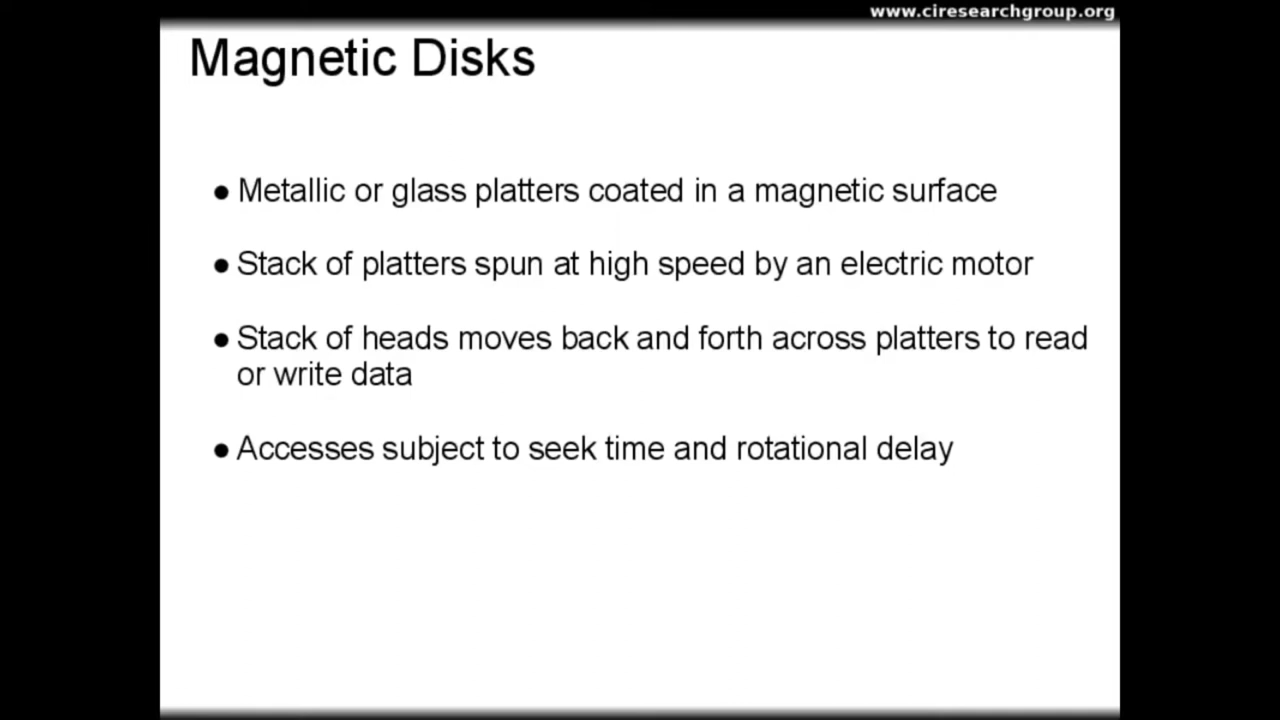 www.ciresearchgroup.org
Magnetic Disks
● Metallic or glass platters coated in a magnetic surface
● Stack of platters spun at high speed by an electric motor
● Stack of heads moves back and forth across platters to read
or write data
● Accesses subject to seek time and rotational delay